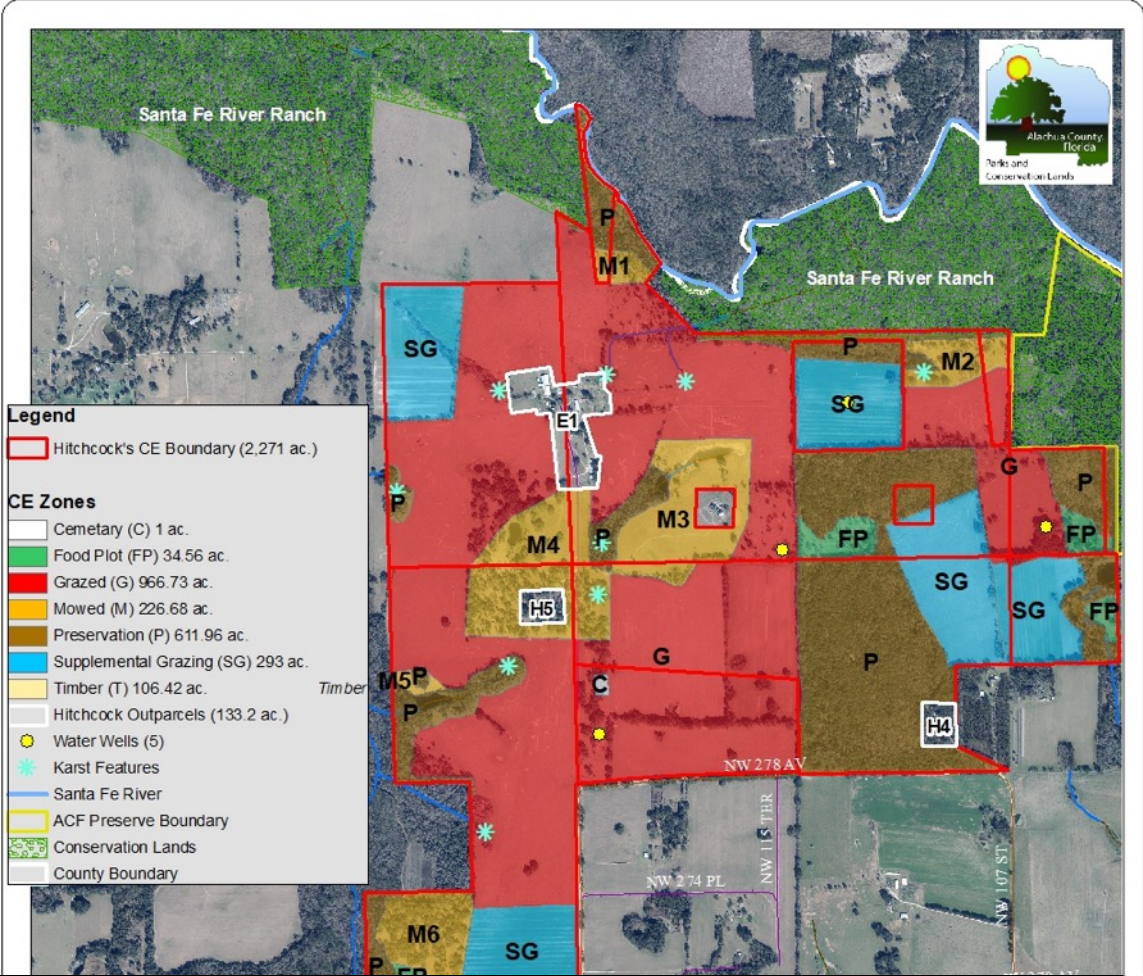 Santa Fe River Ranch
Alachua County,
Florida
Parks and
Conservation Lands
P
M1
Santa Fe River Ranch
SG
P
M2
SG
E1
G
P
P
M3
P
M4
FP
FP
SG
SG
FP
H5
G
P
M5
P
C
P
H4
NW 278 AV
NW 115 TER
NW 274 PL
NW 107 ST
M6
SG
P
FP
Legend
Hitchcock's CE Boundary (2,271 ac.)
CE Zones
Cemetary (C) 1 ac.
Food Plot (FP) 34.56 ac.
Grazed (G) 966.73 ac.
Mowed (M) 226.68 ac.
Preservation (P) 611.96 ac.
Supplemental Grazing (SG) 293 ac.
Timber (T) 106.42 ac.
Timber
Hitchcock Outparcels (133.2 ac.)
Water Wells (5)
Karst Features
Santa Fe River
ACF Preserve Boundary
Conservation Lands
County Boundary